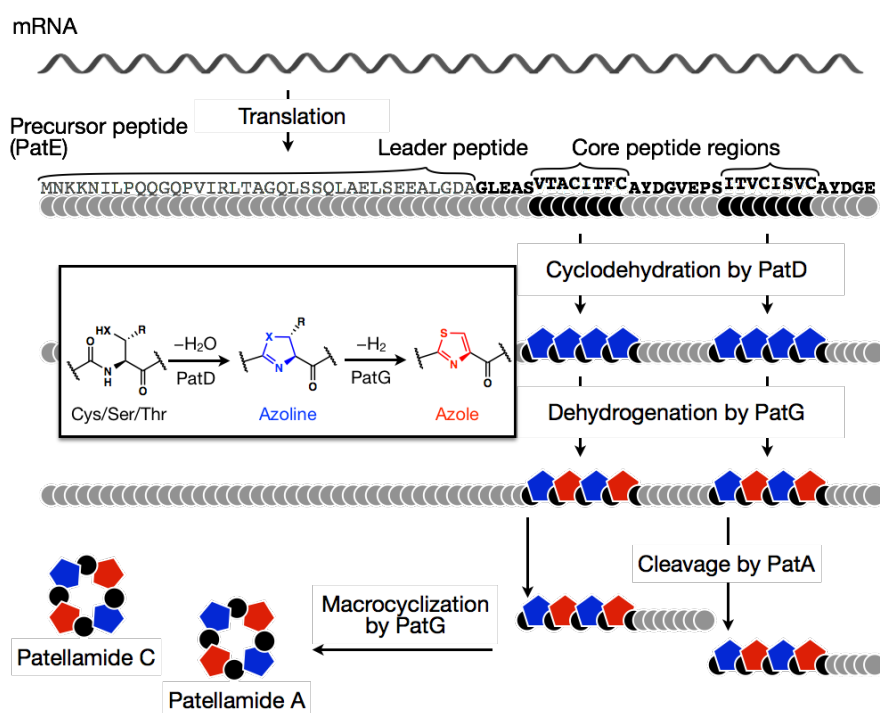 mRNA
Translation
Precursor peptide
(PatE)
Leader peptide
Core peptide regions
MNKKNILPQQGQPVIRLTAGQLSSQLAELSEEALGDAGLEASVTACITFCAYDGVEPSITVCISVCAYDGE
Cyclodehydration by PatD
HX
R
O
N
H
O
Cys/Ser/Thr
–H2O
PatD
X
R
N
O
Azoline
–H2
PatG
S
N
O
Azole
Dehydrogenation by PatG
Cleavage by PatA
Macrocyclization
by PatG
Patellamide C
Patellamide A